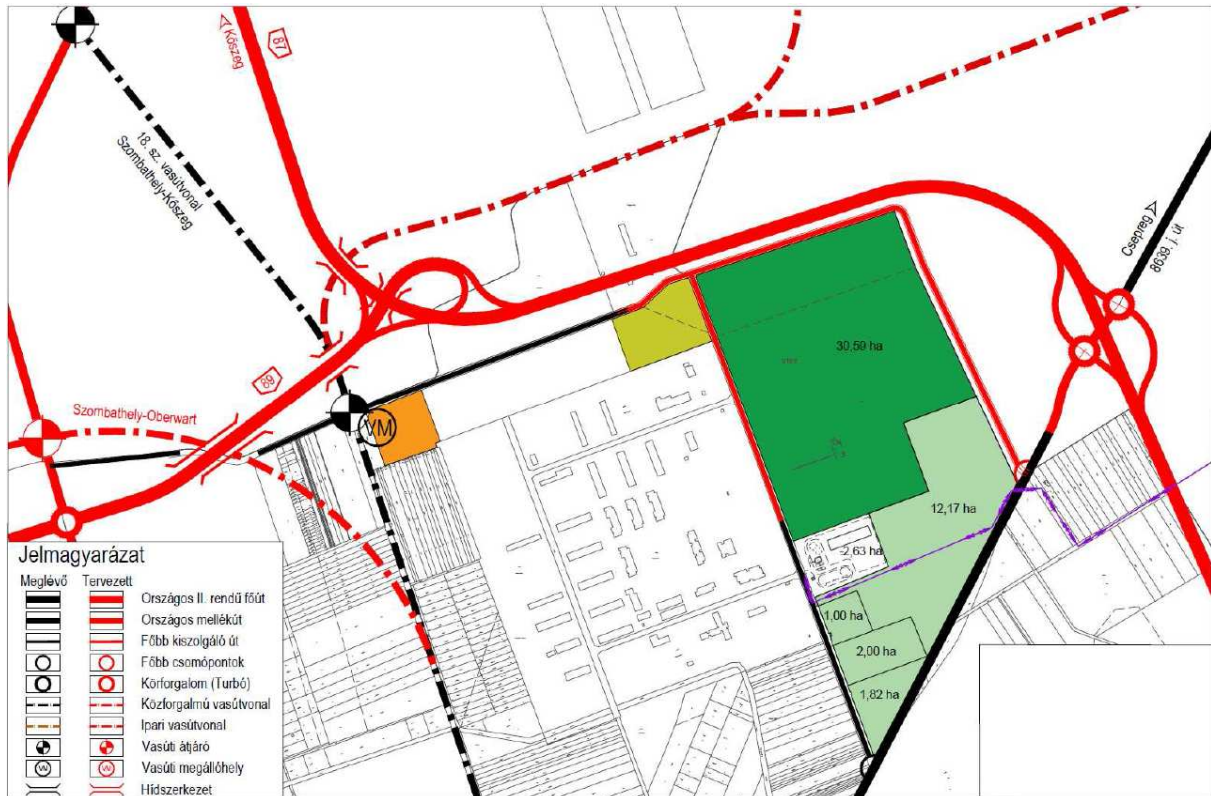 Kőszeg
87
18. sz. vasútvonal
Szombathely-Kőszeg
Csepreg
8639. j. út
89
Szombathely-Oberwart
VM
30,59 ha
12,17 ha
-2,63 ha
1,00 ha
2,00 ha
1,82 ha
Jelmagyarázat
Meglévő Tervezett
Országos II. rendű főút
Országos mellékút
Főbb kiszolgáló út
Főbb csomópontok
Körforgalom (Turbó)
Közforgalmú vasútvonal
Ipari vasútvonal
Vasúti átjáró
Vasúti megállóhely
Hídszerkezet